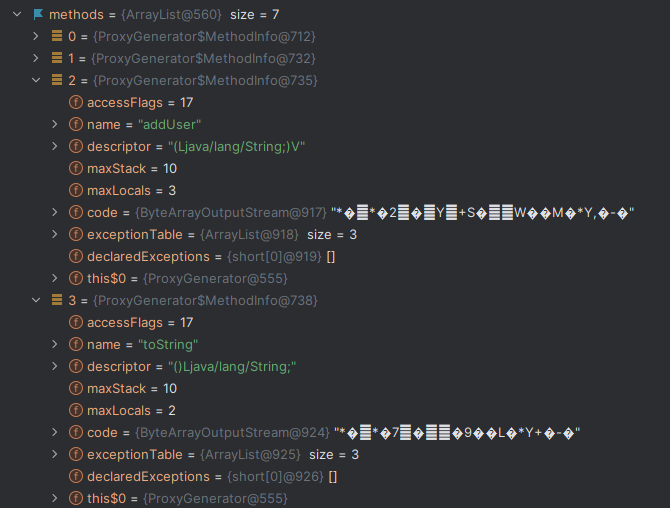 methods = {ArrayList@560} size = 7
0 = {ProxyGenerator$MethodInfo@712}
1 = {ProxyGenerator$MethodInfo@732}
2 = {ProxyGenerator$MethodInfo@735}
f accessFlags = 17
f name = "addUser"
f descriptor = "(Ljava/lang/String;)V"
f maxStack = 10
f maxLocals = 3
f code = {ByteArrayOutputStream@917} "*�▒*�2▒�▒Y▒+S�▒▒W��M�*Y,�-�"
f exceptionTable = {ArrayList@918} size = 3
f declaredExceptions = {short[0]@919} []
f this$0 = {ProxyGenerator@555}
3 = {ProxyGenerator$MethodInfo@738}
f accessFlags = 17
f name = "toString"
f descriptor = "()Ljava/lang/String;"
f maxStack = 10
f maxLocals = 2
f code = {ByteArrayOutputStream@924} "*�▒*�7▒�▒▒�9��L�*Y+�-�"
f exceptionTable = {ArrayList@925} size = 3
f declaredExceptions = {short[0]@926} []
f this$0 = {ProxyGenerator@555}